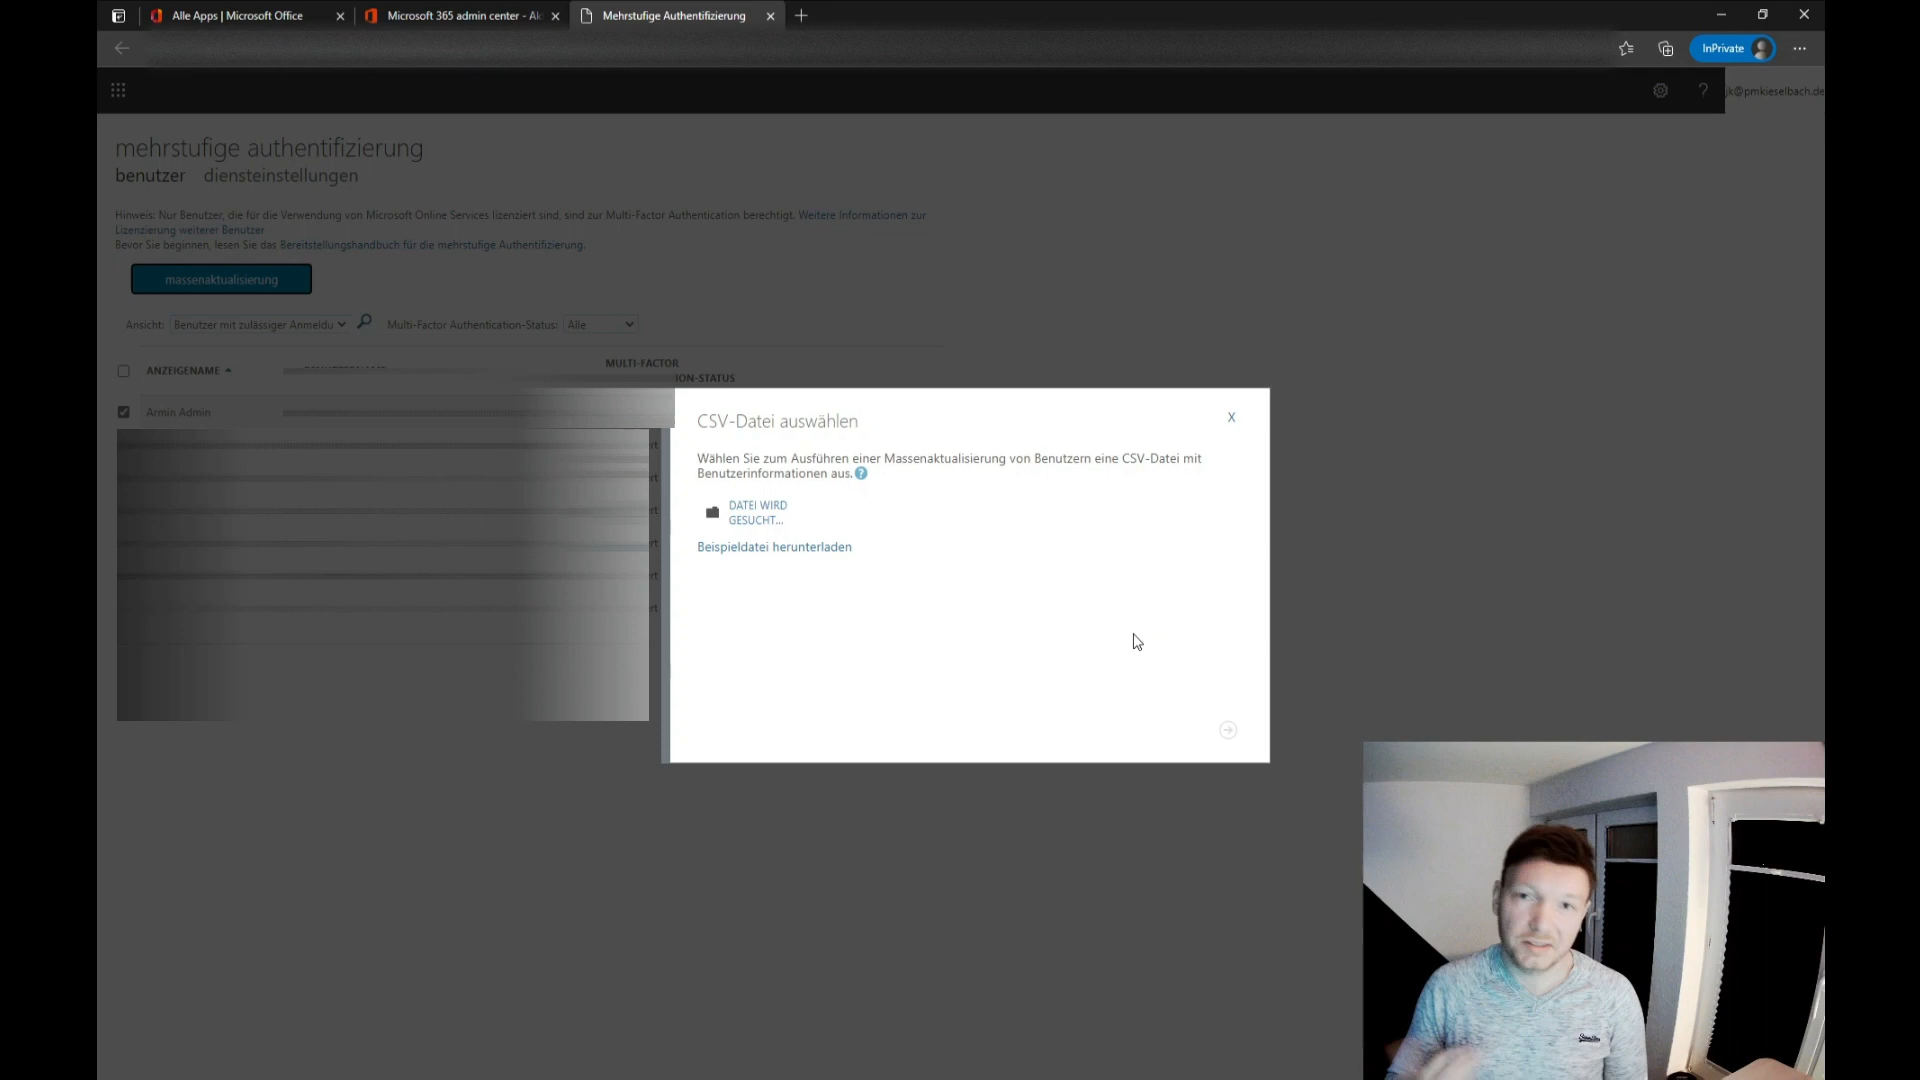 Alle Apps | Microsoft Office
Microsoft 365 admin center - Ak
Mehrstufige Authentifizierung
InPrivate
jk@pmkieselbach.de
mehrstufige authentifizierung
benutzer diensteinstellungen
Hinweis: Nur Benutzer, die für die Verwendung von Microsoft Online Services lizenziert sind, sind zur Multi-Factor Authentication berechtigt. Weitere Informationen zur
Lizenzierung weiterer Benutzer
Bevor Sie beginnen, lesen Sie das Bereitstellungshandbuch für die mehrstufige Authentifizierung.
massenaktualisierung
Ansicht: Benutzer mit zulässiger Anmeldu Multi-Factor Authentication-Status: Alle
ANZEIGENAME
MULTI-FACTOR
ION-STATUS
Armin Admin
CSV-Datei auswählen
X
Wählen Sie zum Ausführen einer Massenaktualisierung von Benutzern eine CSV-Datei mit
Benutzerinformationen aus. ?
DATEI WIRD
GESUCHT...
Beispieldatei herunterladen